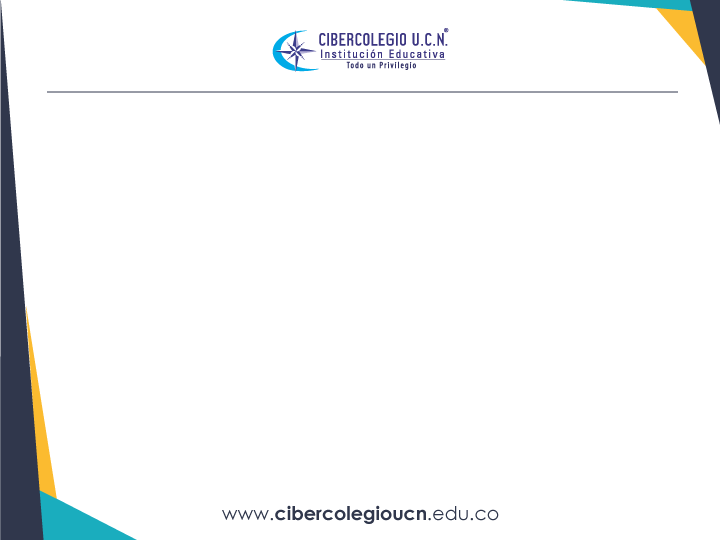 CIBERCOLEGIO U.C.N.®
Institución Educativa
Todo un Privilegio
www.cibercolegioucn.edu.co